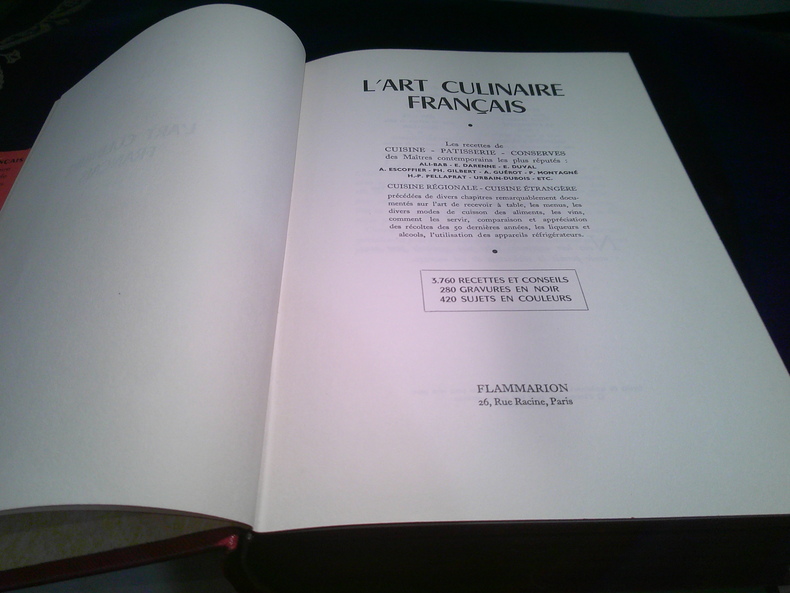 L'ART CULINAIRE
FRANÇAIS
Les recettes de
CUISINE - PATISSERIE - CONSERVES
des Maîtres contemporains les plus réputés :
ALI-BAB - E. DARENNE - E. DUVAL
A. ESCOFFIER - PH. GILBERT - A. GUÉROT - P. MONTAGNÉ
H.-P. PELLAPRAT - URBAIN-DUBOIS - ETC.
CUISINE RÉGIONALE - CUISINE ÉTRANGÈRE
précédées de divers chapitres remarquablement docu-
mentés sur l'art de recevoir à table, les menus, les
divers modes de cuisson des aliments, les vins,
comment les servir, comparaison et appréciation
des récoltes des 50 dernières années, les liqueurs et
alcools, l'utilisation des appareils réfrigérateurs.
3.760 RECETTES ET CONSEILS
280 GRAVURES EN NOIR
420 SUJETS EN COULEURS
FLAMMARION
26, Rue Racine, Paris